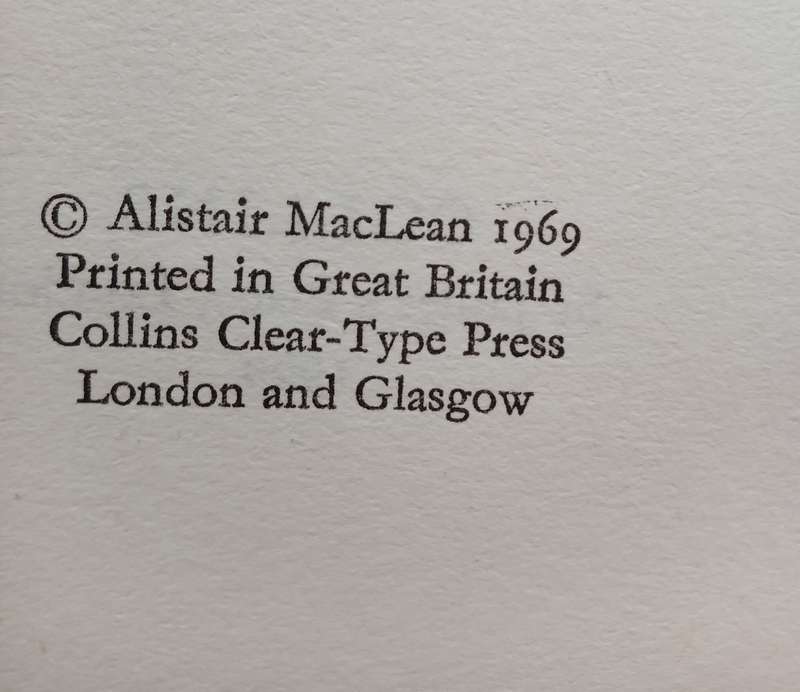 © Alistair MacLean 1969
Printed in Great Britain
Collins Clear-Type Press
London and Glasgow